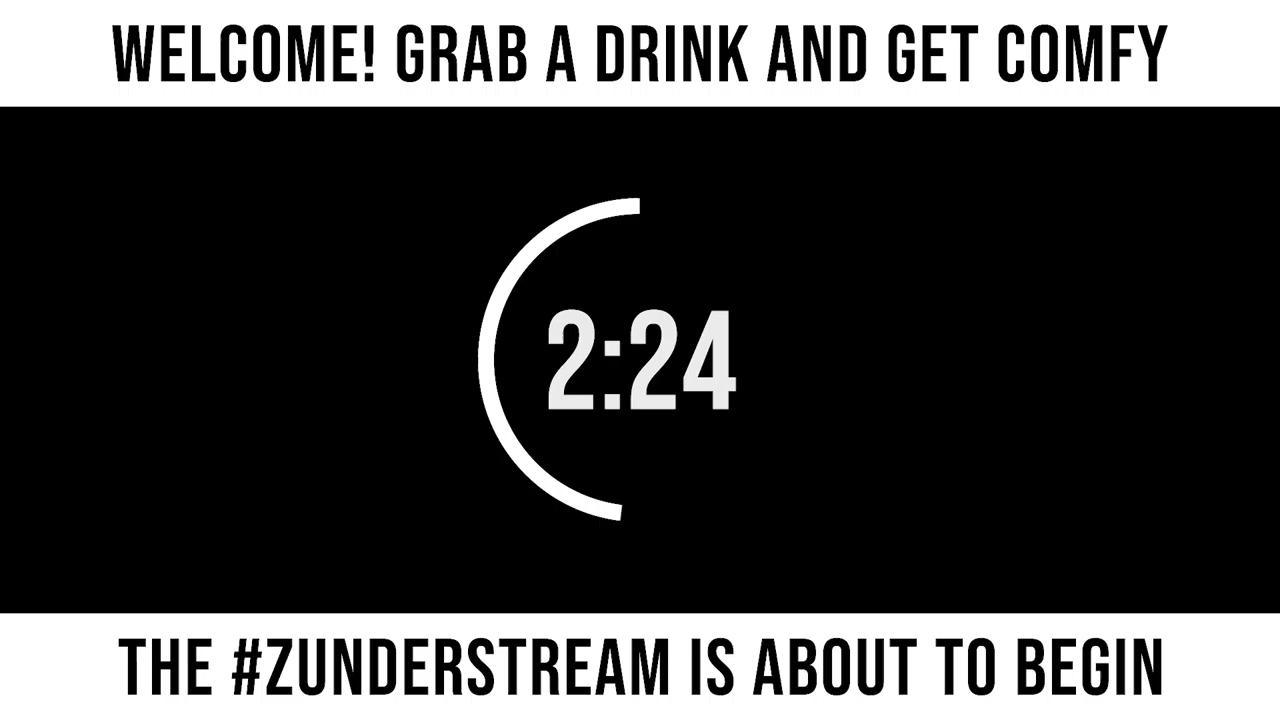 WELCOME! GRAB A DRINK AND GET COMFY
2:24
THE #ZUNDERSTREAM IS ABOUT TO BEGIN